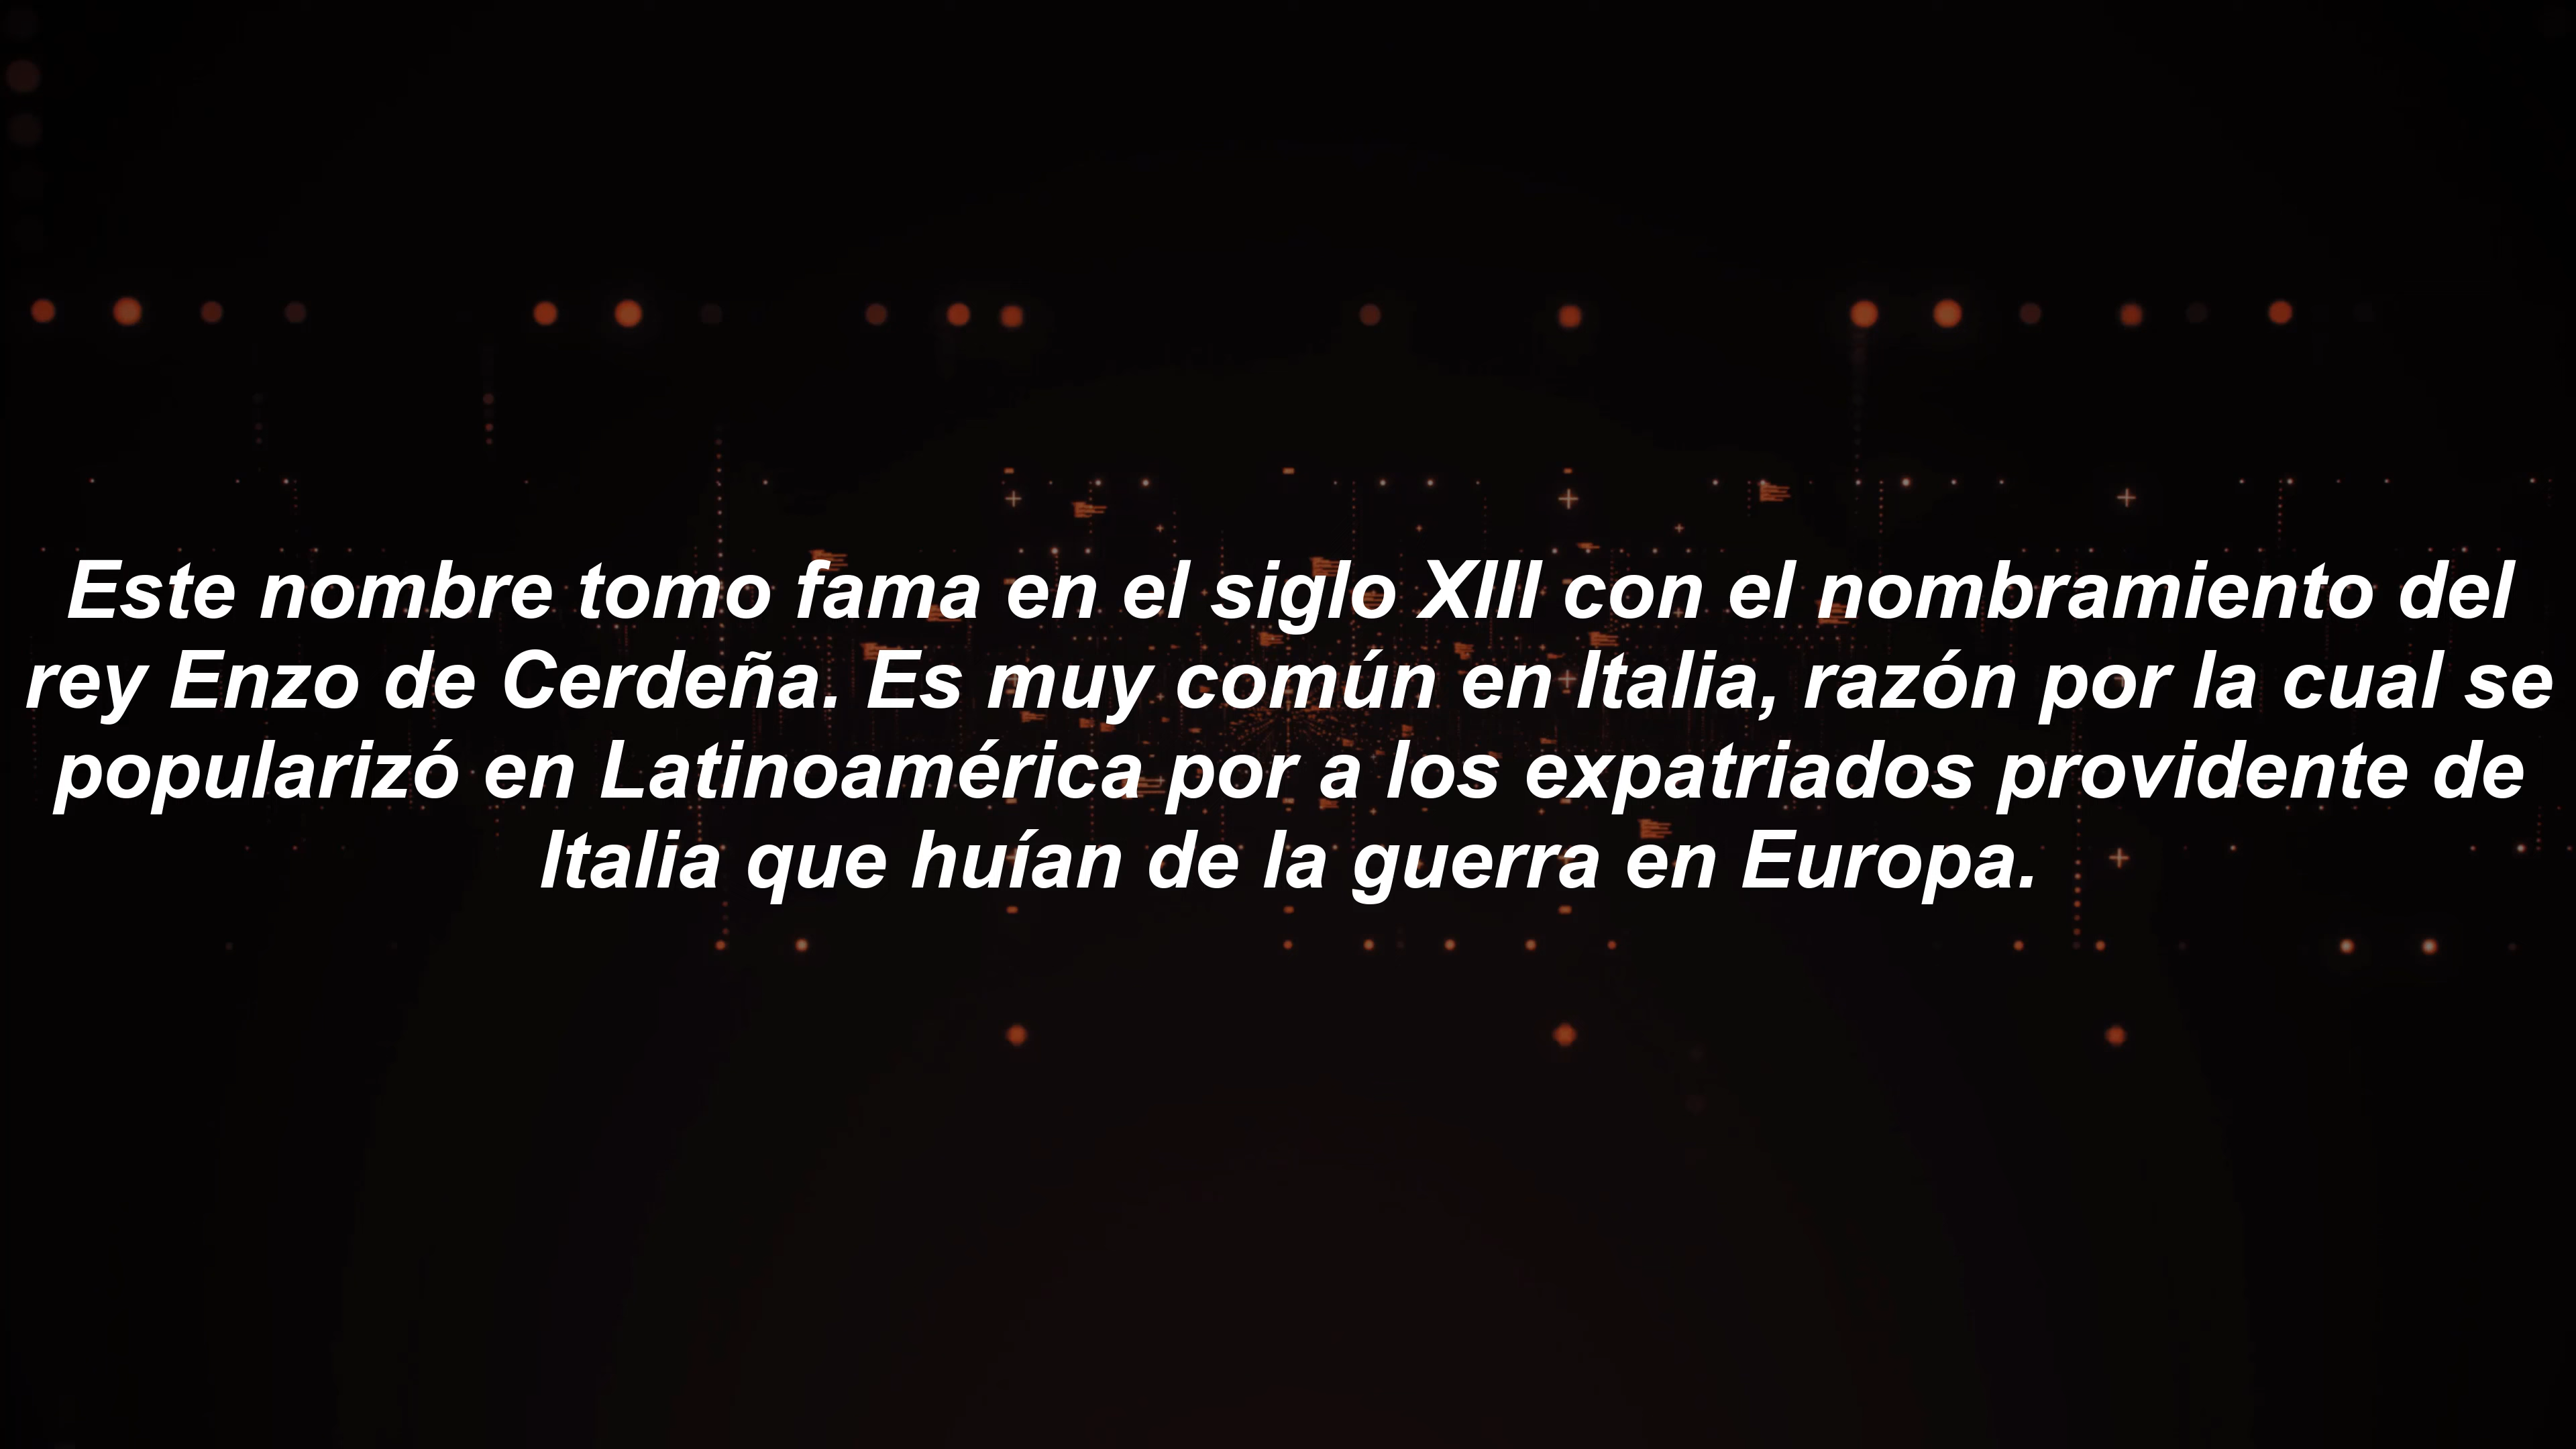 Este nombre tomo fama en el siglo XIII con el nombramiento del
rey Enzo de Cerdeña. Es muy común en Italia, razón por la cual se
popularizó en Latinoamérica por a los expatriados providente de
Italia que huían de la guerra en Europa.